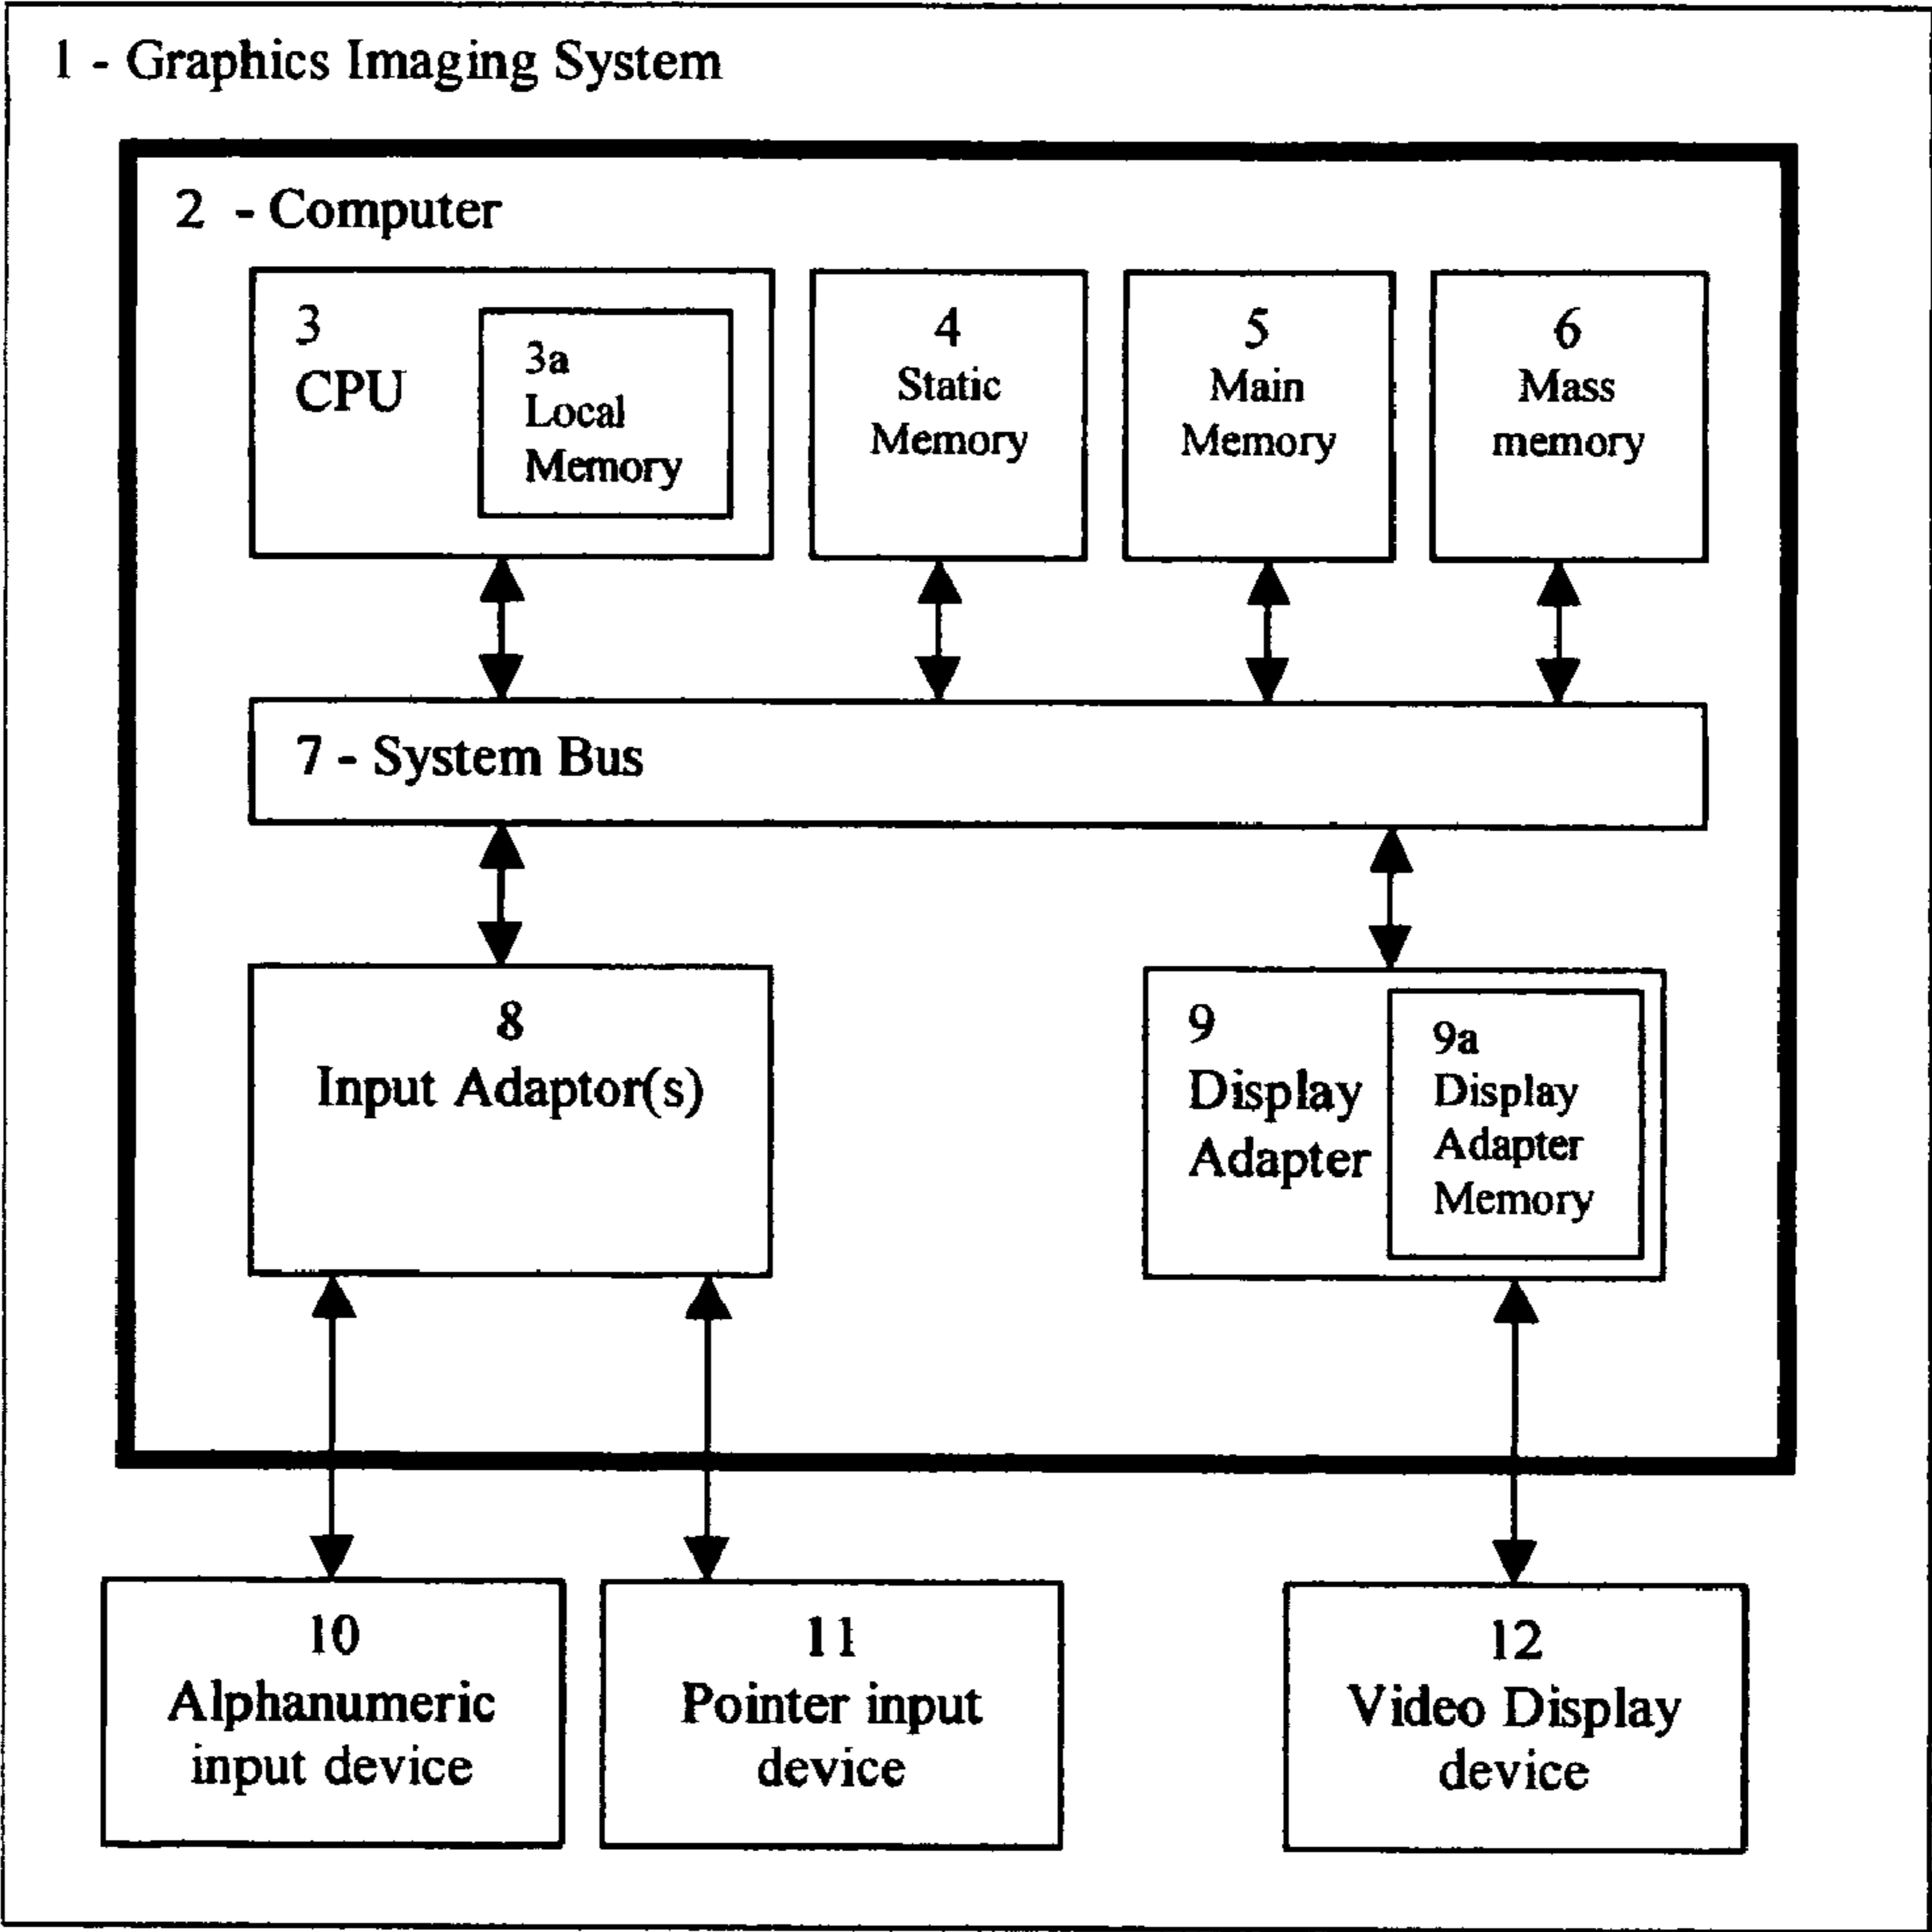 1 - Graphics Imaging System
2 - Computer
3
CPU
3a
Local
Memory
4
Static
Memory
5
Main
Memory
6
Mass
memory
7 - System Bus
8
Input Adaptor(s)
9
Display
Adapter
9a
Display
Adapter
Memory
10
Alphanumeric
input device
11
Pointer input
device
12
Video Display
device